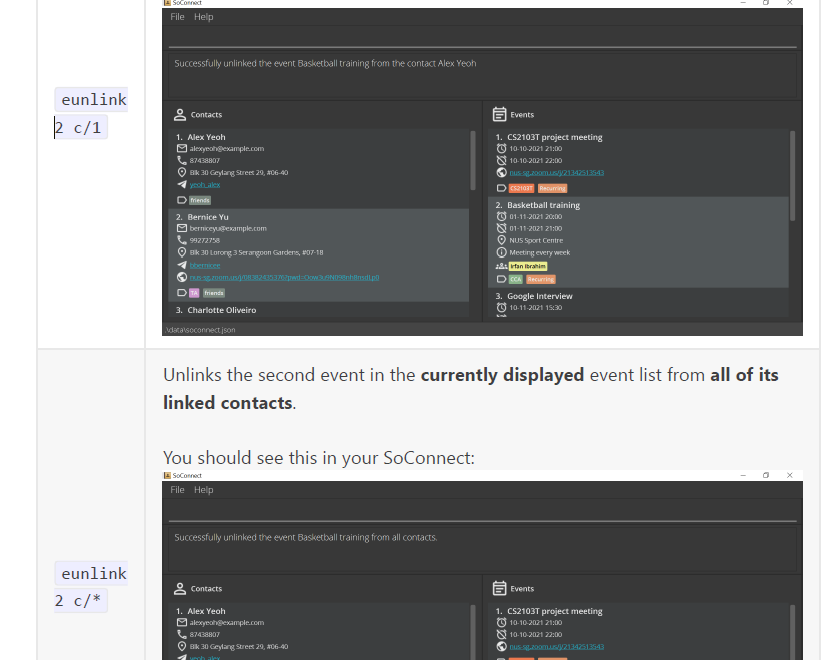 SoConnect
File Help
Successfully unlinked the event Basketball training from the contact Alex Yeoh
eunlink
2 c/1
Contacts
1. Alex Yeoh
alexyeoh@example.com
87438807
Blk 30 Geylang Street 29, #06-40
yeoh_alex
friends
2. Bernice Yu
berniceyu@example.com
99272758
Blk 30 Lorong 3 Serangoon Gardens, #07-18
bbernicee
TA friends
3. Charlotte Oliveiro
Events
1. CS2103T project meeting
10-10-2021 21:00
10-10-2021 22:00
nus-sg.zoom.us/j/21342513543
CS2103T Recurring
2. Basketball training
01-11-2021 20:00
01-11-2021 21:00
NUS Sport Centre
Meeting every week
Irfan Ibrahim
CCA Recurring
3. Google Interview
10-11-2021 15:30
.\data\soconnect.json
Unlinks the second event in the currently displayed event list from all of its
linked contacts.
You should see this in your SoConnect:
SoConnect
File Help
Successfully unlinked the event Basketball training from all contacts.
eunlink
2 c/*
Contacts
1. Alex Yeoh
alexyeoh@example.com
87438807
Blk 30 Geylang Street 29, #06-40
yeoh_alex
Events
1. CS2103T project meeting
10-10-2021 21:00
10-10-2021 22:00
nus-sg.zoom.us/j/21342513543